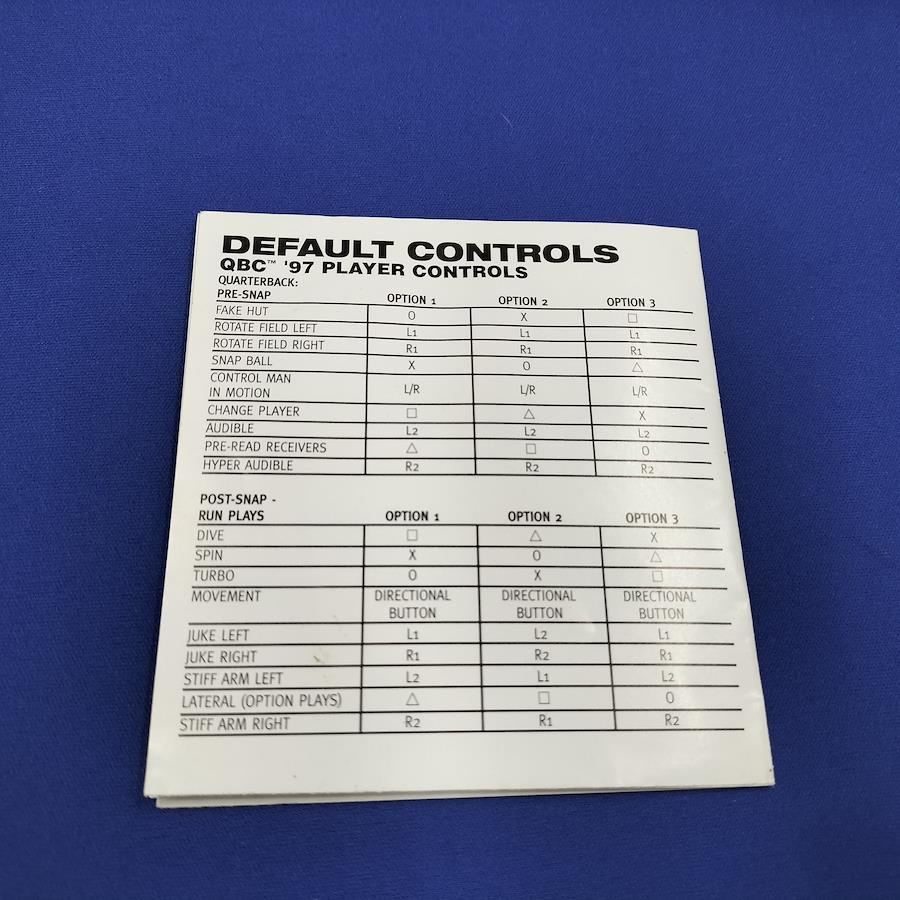 DEFAULT CONTROLS
QBC™ '97 PLAYER CONTROLS
QUARTERBACK:
PRE-SNAP OPTION 1 OPTION 2 OPTION 3
FAKE HUT O X □
ROTATE FIELD LEFT L1 L1 L1
ROTATE FIELD RIGHT R1 R1 R1
SNAP BALL X O △
CONTROL MAN
IN MOTION L/R L/R L/R
CHANGE PLAYER □ △ X
AUDIBLE L2 L2 L2
PRE-READ RECEIVERS △ □ O
HYPER AUDIBLE R2 R2 R2
POST-SNAP -
RUN PLAYS OPTION 1 OPTION 2 OPTION 3
DIVE □ △ X
SPIN X O △
TURBO O X □
MOVEMENT DIRECTIONAL DIRECTIONAL DIRECTIONAL
BUTTON BUTTON BUTTON
JUKE LEFT L1 L2 L1
JUKE RIGHT R1 R2 R1
STIFF ARM LEFT L2 L1 L2
LATERAL (OPTION PLAYS) △ □ O
STIFF ARM RIGHT R2 R1 R2